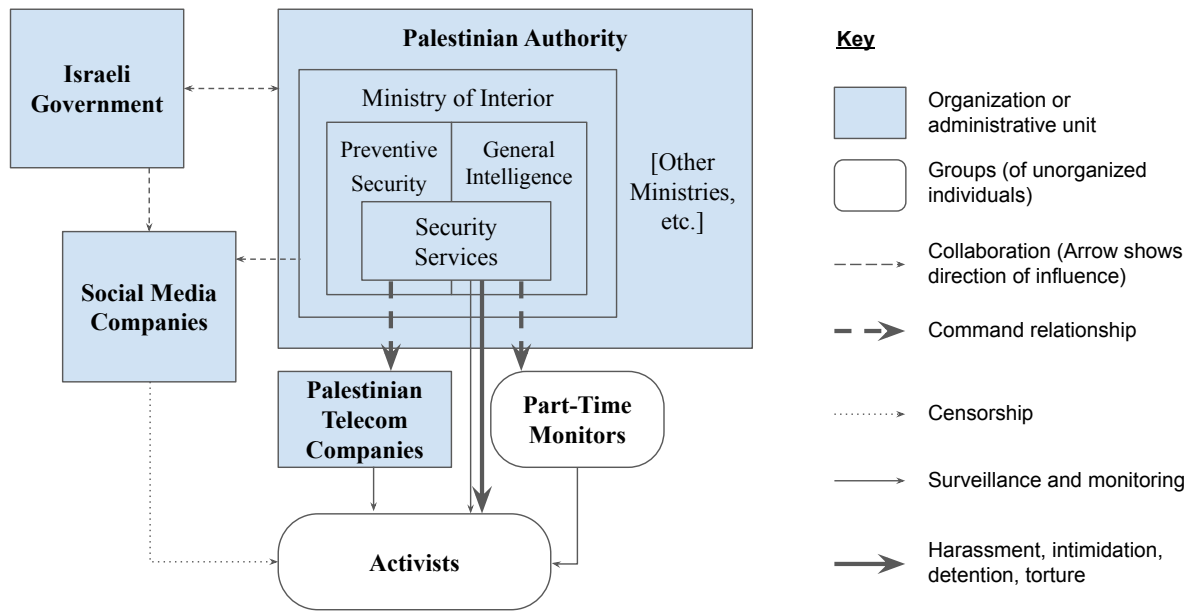 Israeli
Government
Palestinian Authority
Ministry of Interior
Preventive
Security
General
Intelligence
Security
Services
[Other
Ministries,
etc.]
Social Media
Companies
Palestinian
Telecom
Companies
Part-Time
Monitors
Activists
Key
Organization or
administrative unit
Groups (of unorganized
individuals)
Collaboration (Arrow shows
direction of influence)
Command relationship
Censorship
Surveillance and monitoring
Harassment, intimidation,
detention, torture